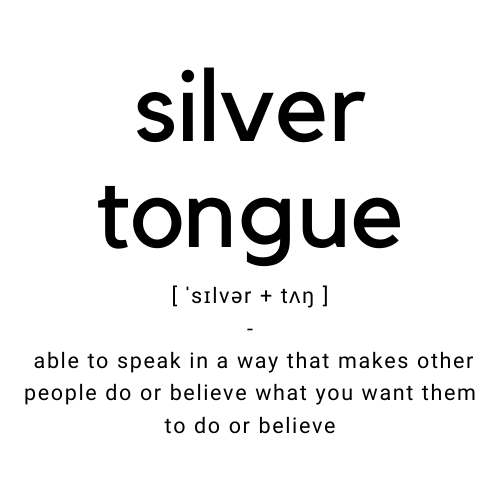 silver
tongue
[ ˈsɪlvər + tʌŋ ]
-
able to speak in a way that makes other
people do or believe what you want them
to do or believe